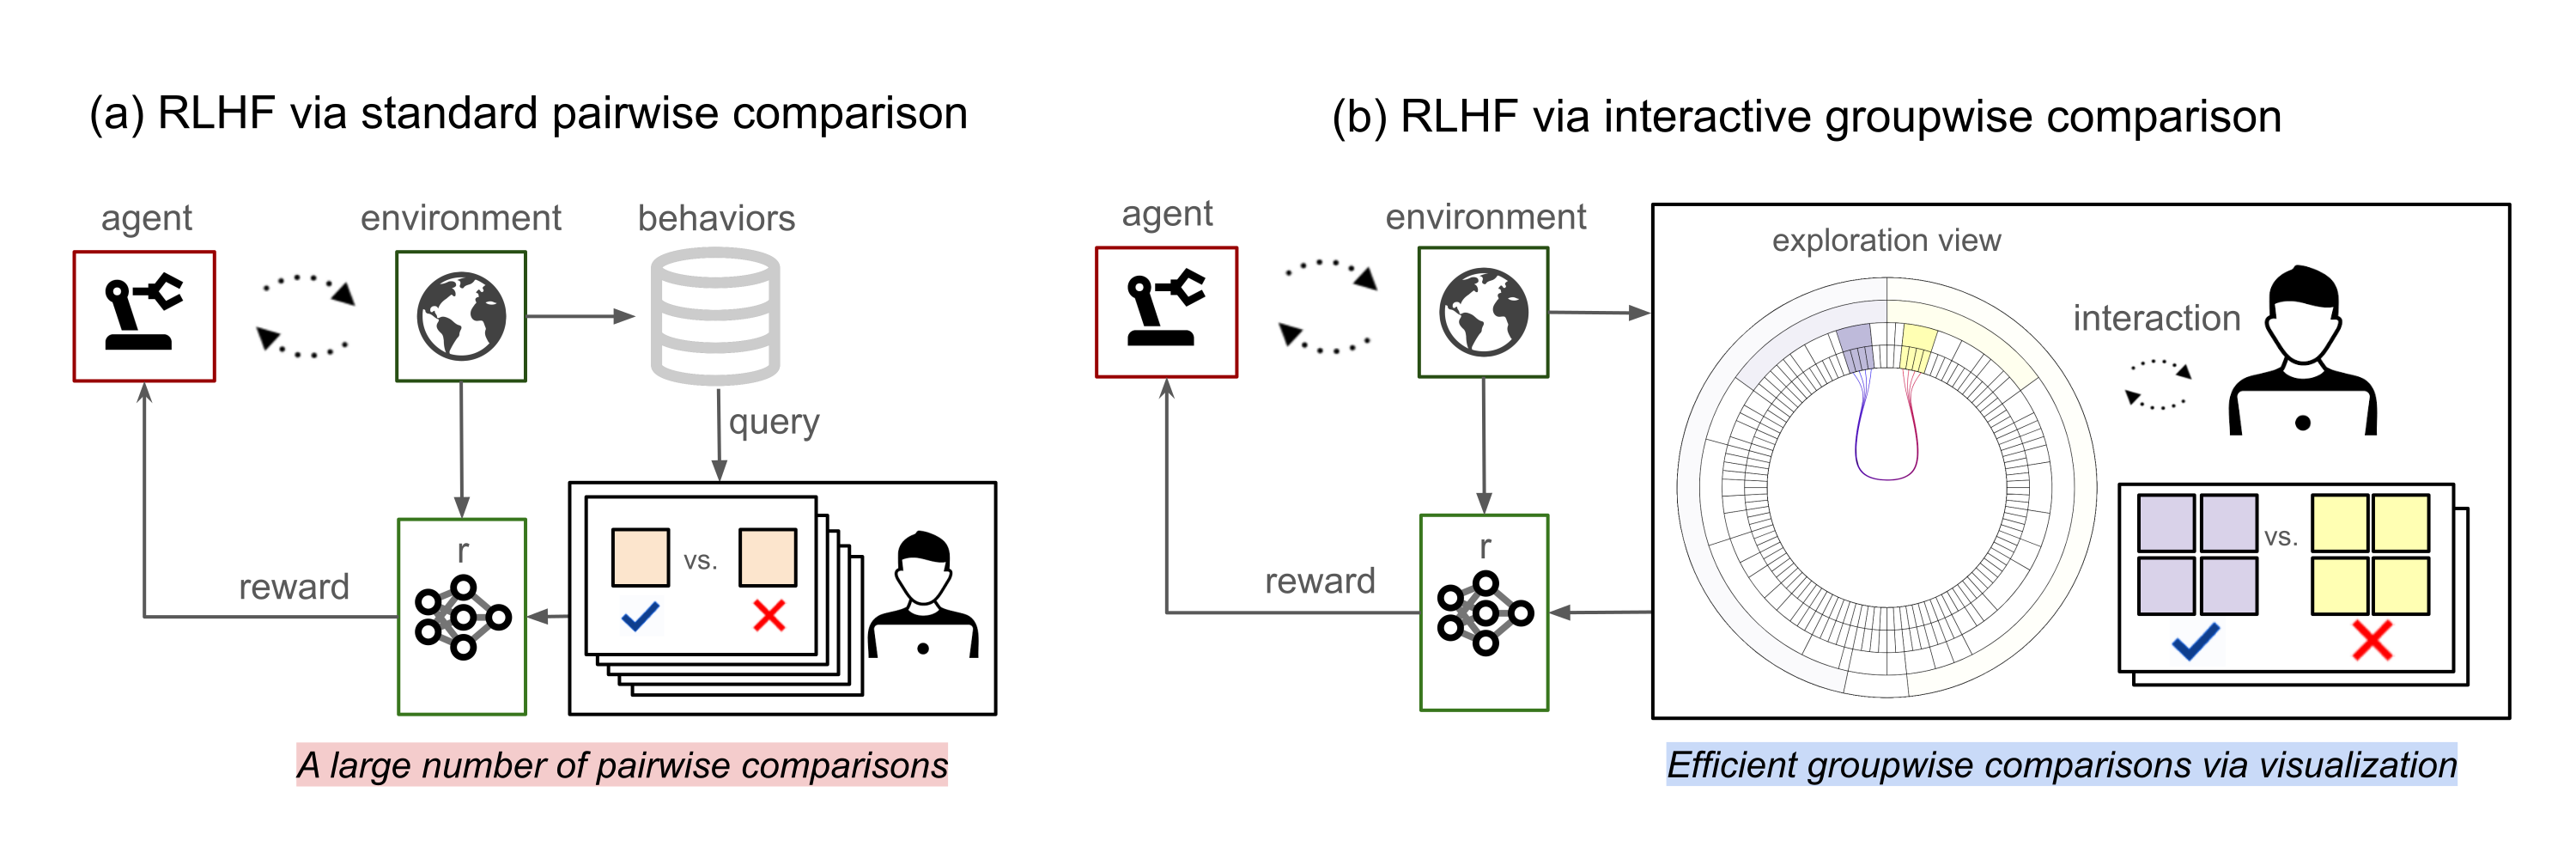 (a) RLHF via standard pairwise comparison
agent
environment
behaviors
query
r
vs.
reward
A large number of pairwise comparisons
(b) RLHF via interactive groupwise comparison
agent
environment
exploration view
interaction
r
vs.
reward
Efficient groupwise comparisons via visualization